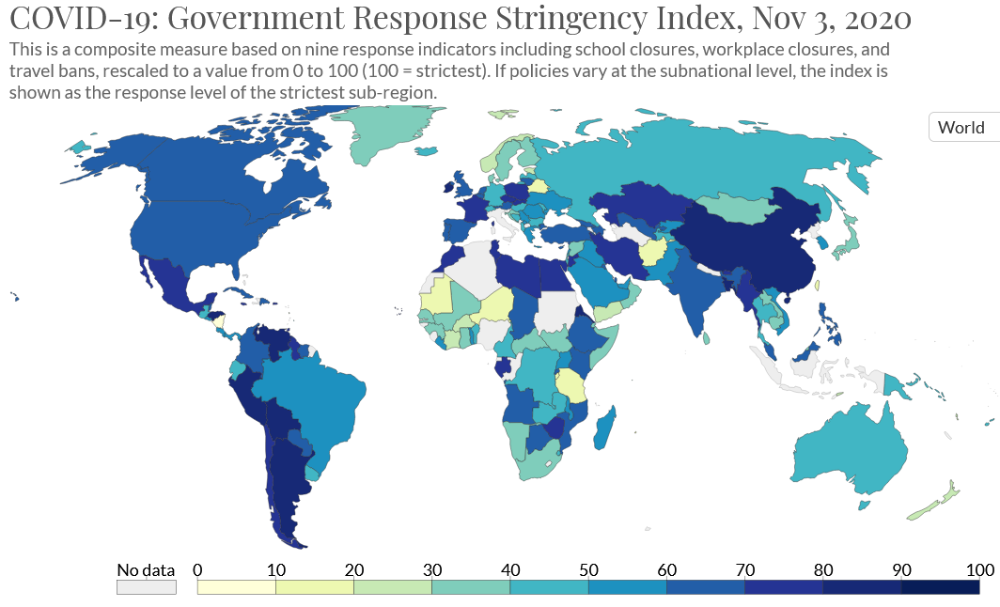 COVID-19: Government Response Stringency Index, Nov 3, 2020
This is a composite measure based on nine response indicators including school closures, workplace closures, and
travel bans, rescaled to a value from 0 to 100 (100 = strictest). If policies vary at the subnational level, the index is
shown as the response level of the strictest sub-region.
World
No data 0 10 20 30 40 50 60 70 80 90 100